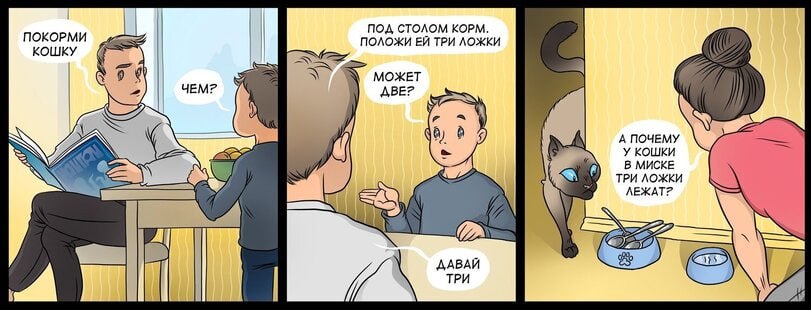 ПОКОРМИ
КОШКУ
ЧЕМ?
ПОД СТОЛОМ КОРМ.
ПОЛОЖИ ЕЙ ТРИ ЛОЖКИ
МОЖЕТ
ДВЕ?
ДАВАЙ
ТРИ
А ПОЧЕМУ
У КОШКИ
В МИСКЕ
ТРИ ЛОЖКИ
ЛЕЖАТ?